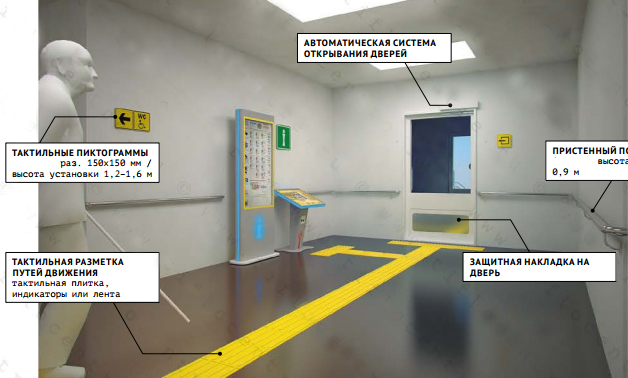 АВТОМАТИЧЕСКАЯ СИСТЕМА
ОТКРЫВАНИЯ ДВЕРЕЙ
WC
ТАКТИЛЬНЫЕ ПИКТОГРАММЫ
раз. 150х150 мм /
высота установки 1,2–1,6 м
ПРИСТЕННЫЙ ПО
высота
0,9 м
ТАКТИЛЬНАЯ РАЗМЕТКА
ПУТЕЙ ДВИЖЕНИЯ
тактильная плитка,
индикаторы или лента
ЗАЩИТНАЯ НАКЛАДКА НА
ДВЕРЬ